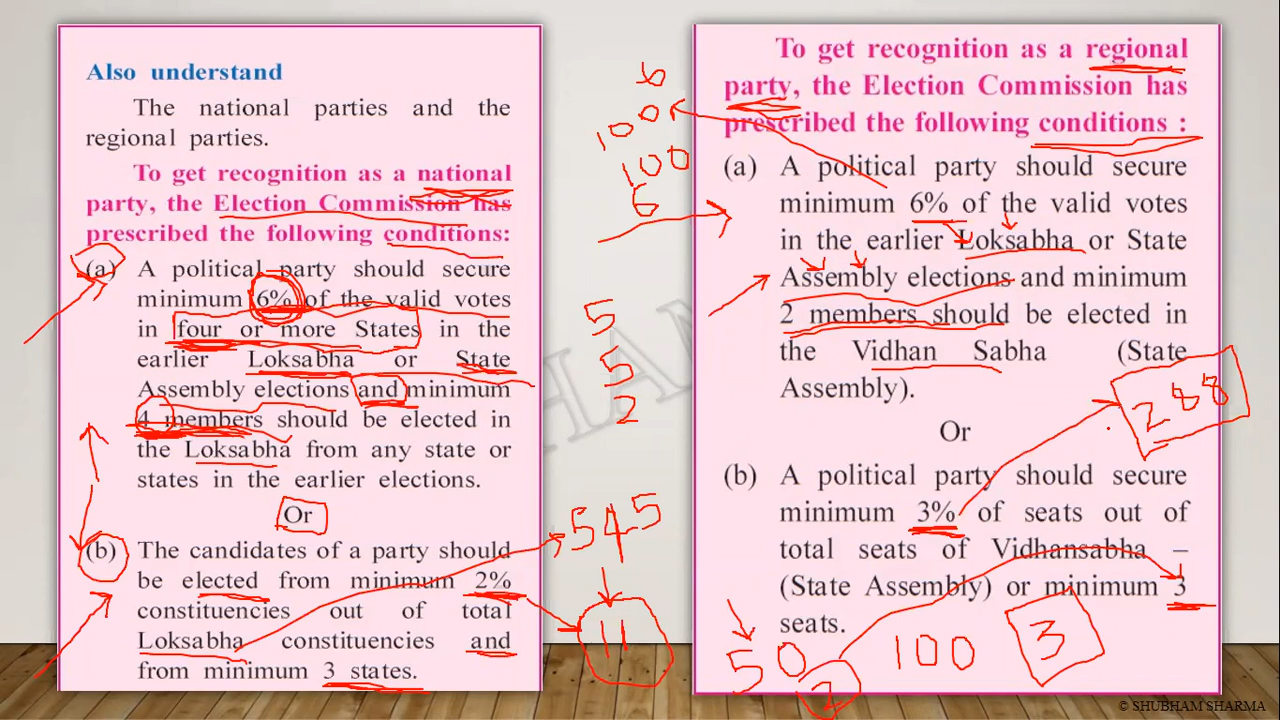 Also understand
The national parties and the
regional parties.
To get recognition as a national
party, the Election Commission has
prescribed the following conditions:
(a) A political party should secure
minimum 6% of the valid votes
in four or more States in the
earlier Loksabha or State
Assembly elections and minimum
4 members should be elected in
the Loksabha from any state or
states in the earlier elections.
Or
(b) The candidates of a party should
be elected from minimum 2%
constituencies out of total
Loksabha constituencies and
from minimum 3 states.
6
100
100
6
5
5
2
545
11
To get recognition as a regional
party, the Election Commission has
prescribed the following conditions :
(a) A political party should secure
minimum 6% of the valid votes
in the earlier Loksabha or State
Assembly elections and minimum
2 members should be elected in
the Vidhan Sabha (State
Assembly).
288
Or
(b) A political party should secure
minimum 3% of seats out of
total seats of Vidhansabha –
(State Assembly) or minimum 3
seats.
50
2
100
3
© SHUBHAM SHARMA